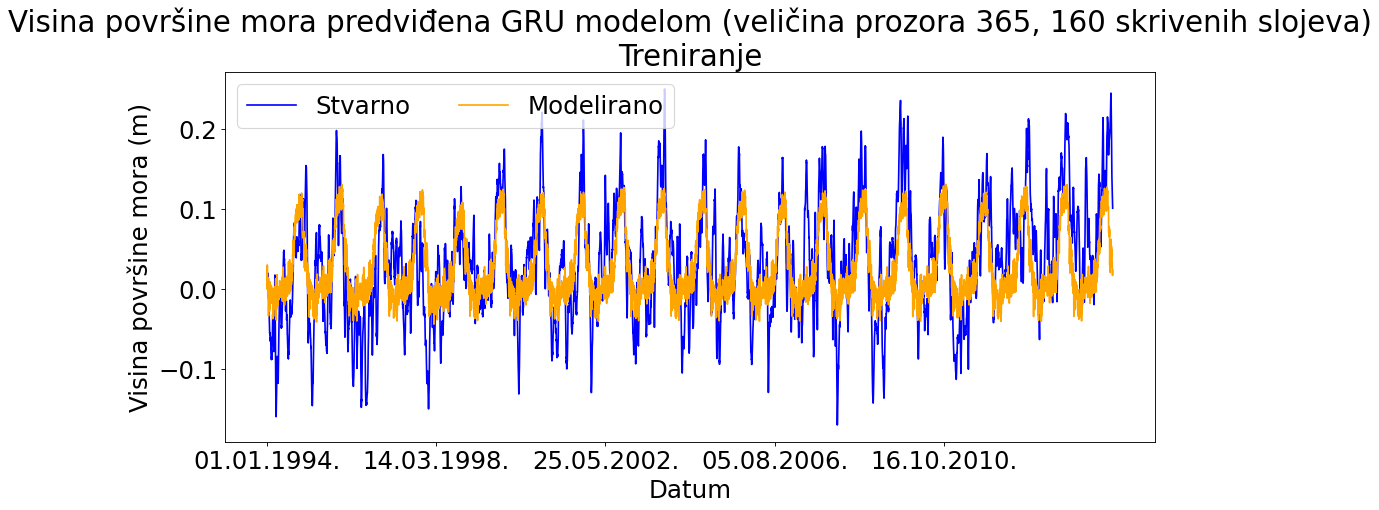 Visina površine mora predviđena GRU modelom (veličina prozora 365, 160 skrivenih slojeva)
Treniranje
Stvarno
Modelirano
Visina površine mora (m)
0.2
0.1
0.0
−0.1
01.01.1994.
14.03.1998.
25.05.2002.
05.08.2006.
16.10.2010.
Datum